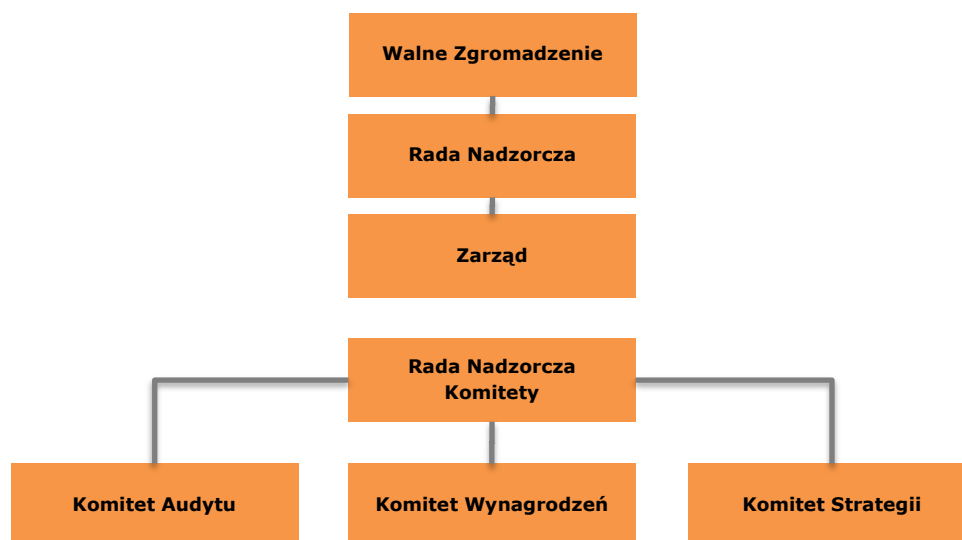 Walne Zgromadzenie
Rada Nadzorcza
Zarząd
Rada Nadzorcza
Komitety
Komitet Audytu
Komitet Wynagrodzeń
Komitet Strategii